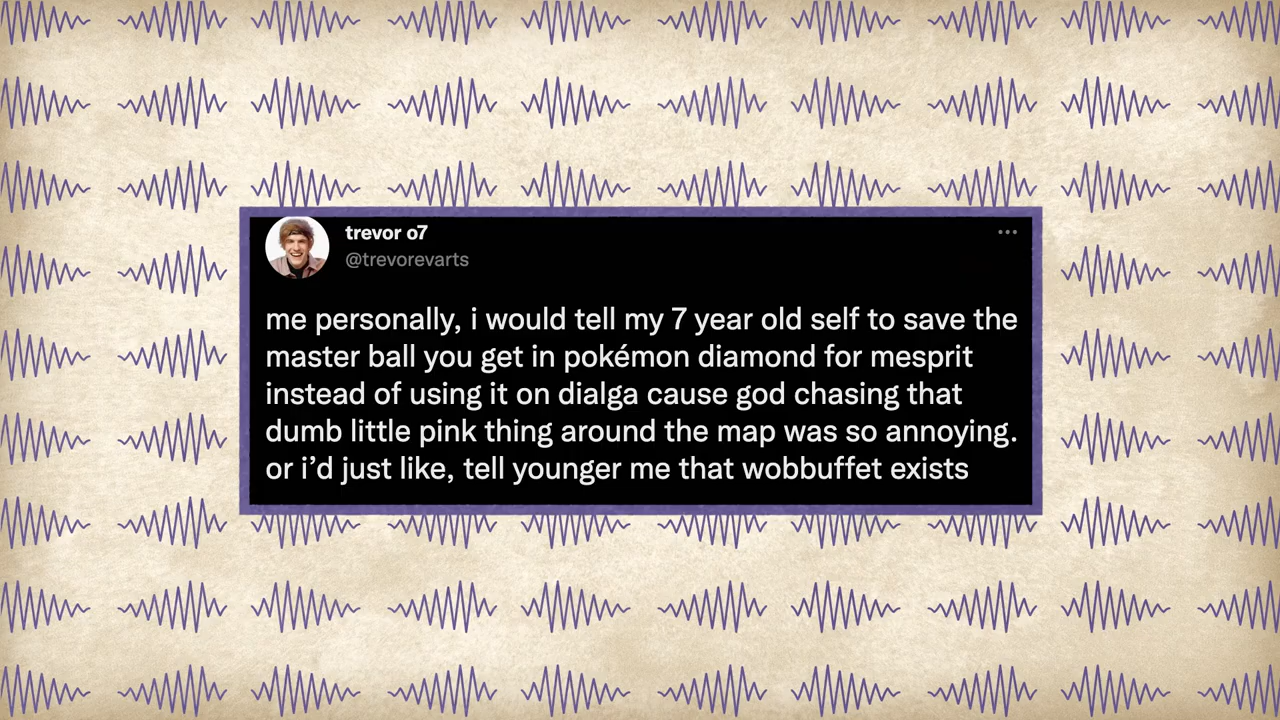 trevor o7
@trevorevarts
me personally, i would tell my 7 year old self to save the
master ball you get in pokémon diamond for mesprit
instead of using it on dialga cause god chasing that
dumb little pink thing around the map was so annoying.
or i’d just like, tell younger me that wobbuffet exists